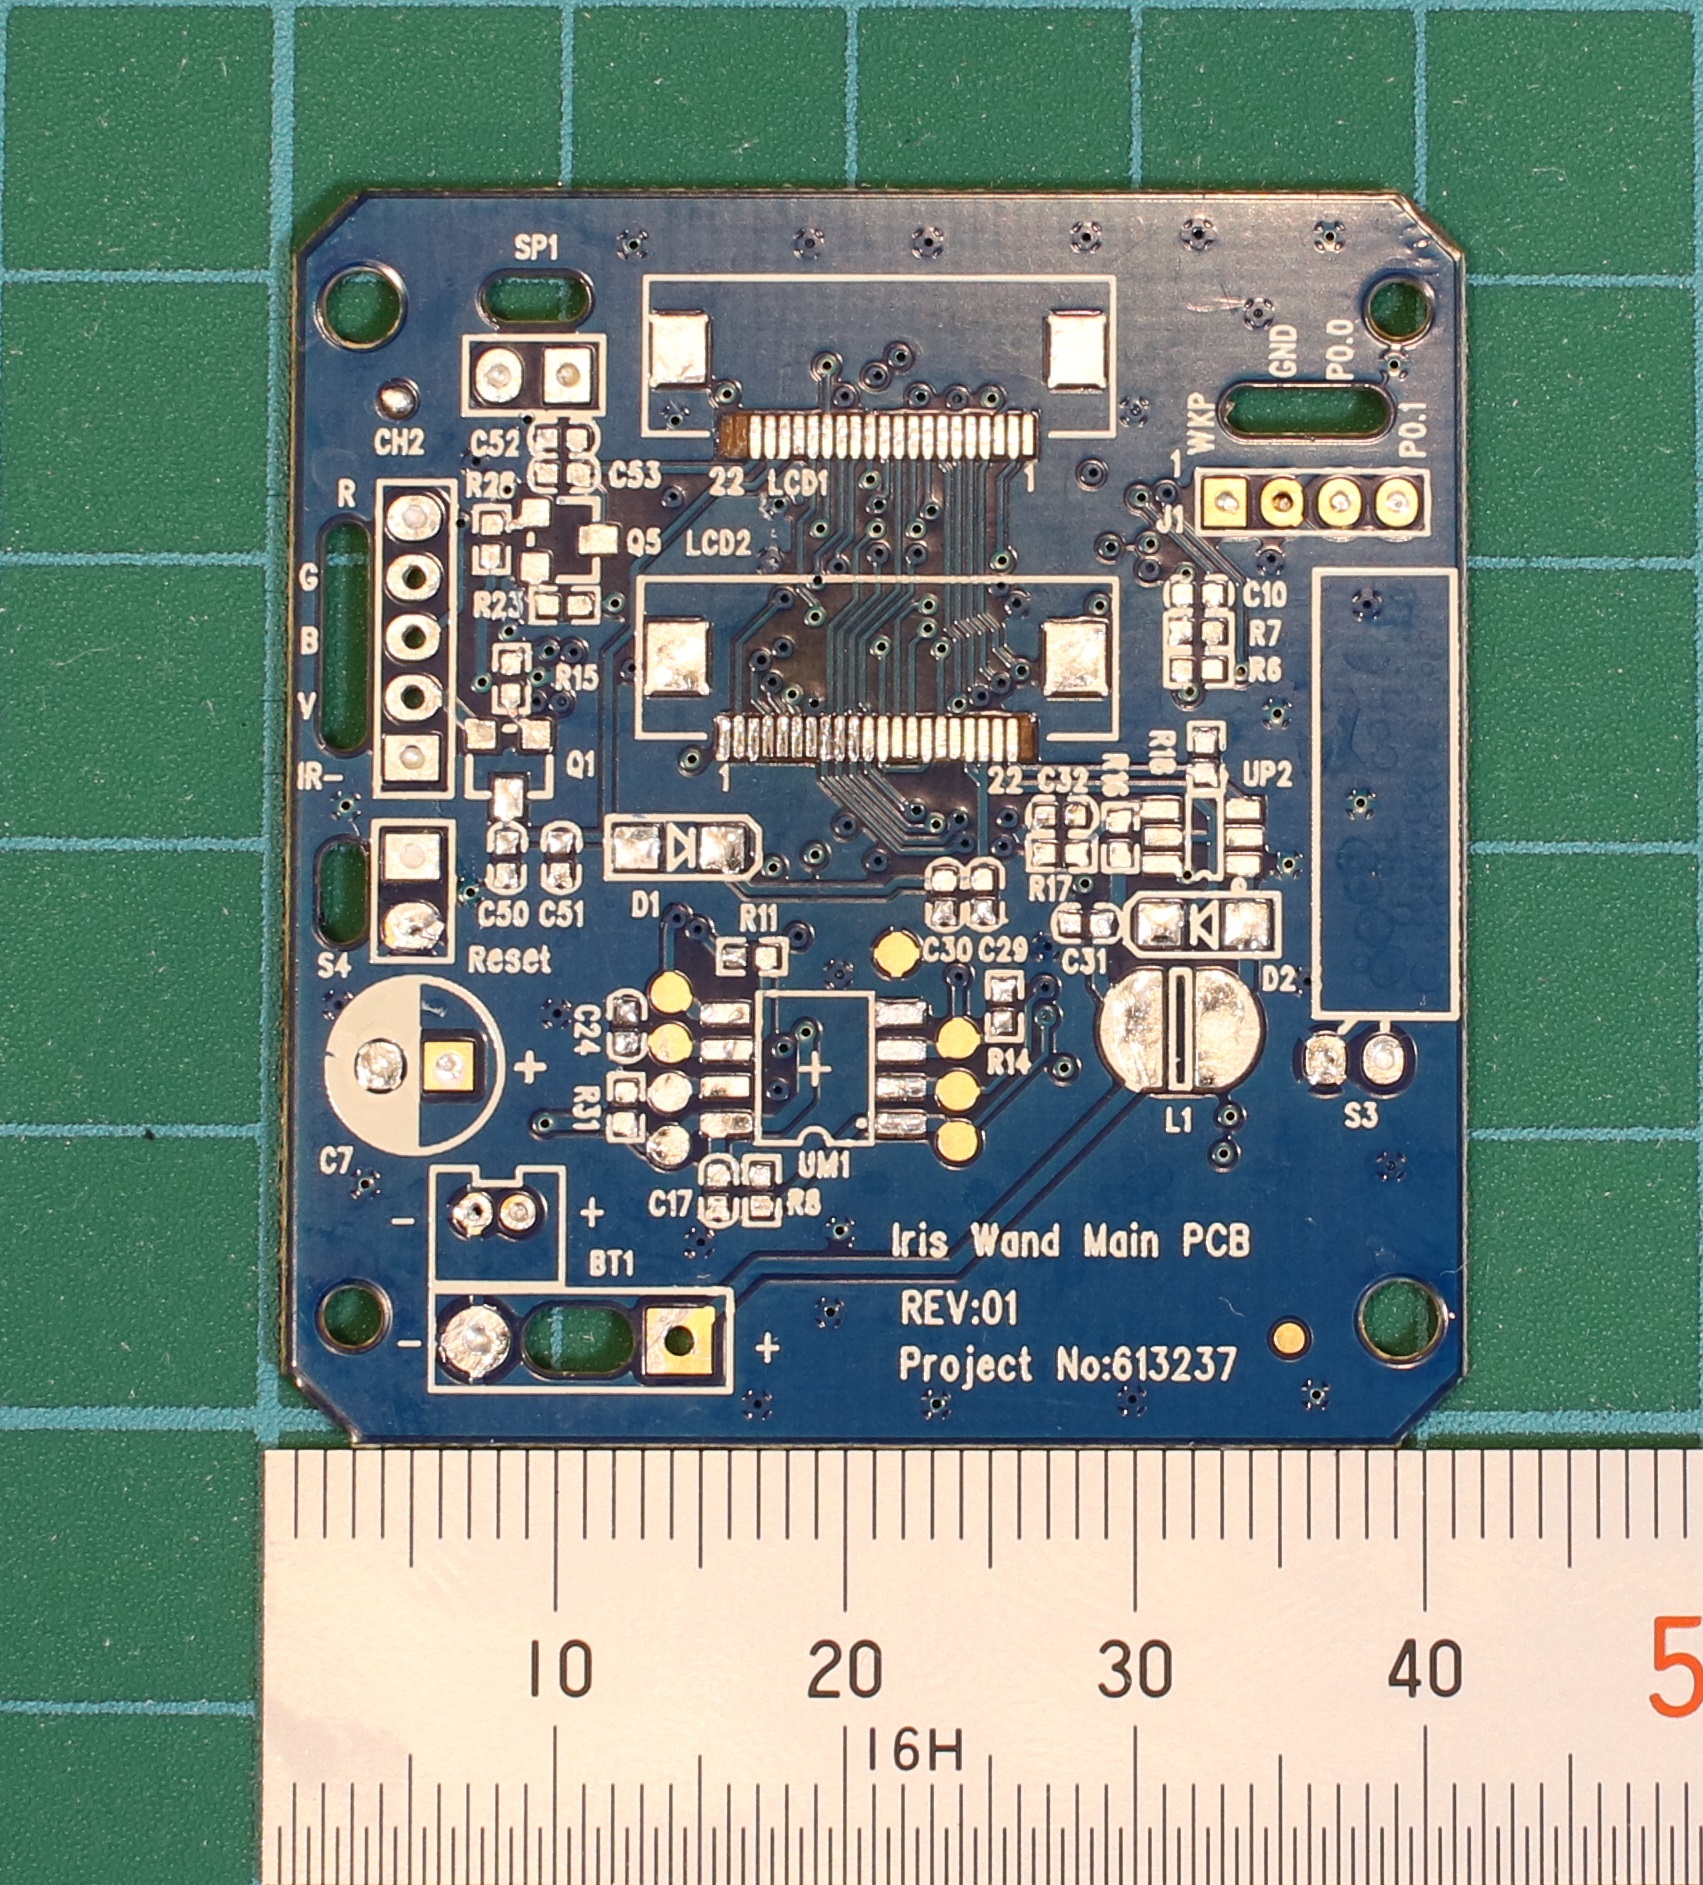 SP1
CH2
C52
C53
GND
P0.0
WKP
P0.1
1
J1
22 LCD1 1
R
G
B
V
IR-
Q5 LCD2
R23
R15
Q1
C10
R7
R6
1 22
C32
R16
UP2
R17
C50 C51
D1
R11
C30 C29
C31
D2
S4
Reset
C24
R31
R14
L1
S3
+
+
C7
UM1
C17 R8
- +
BT1
- +
Iris Wand Main PCB
REV:01
Project No:613237
10 20 30 40 5
16H